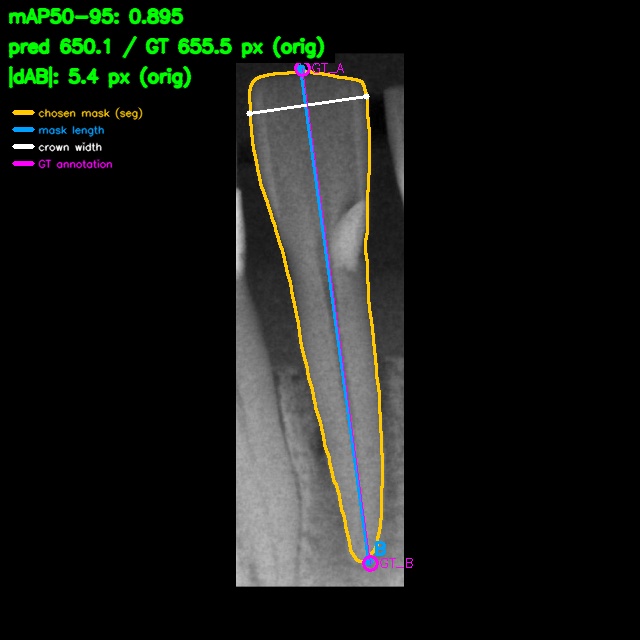 mAP50-95: 0.895
pred 650.1 / GT 655.5 px (orig)
|dAB|: 5.4 px (orig)
chosen mask (seg)
mask length
crown width
GT annotation
GT_A
B
GT_B